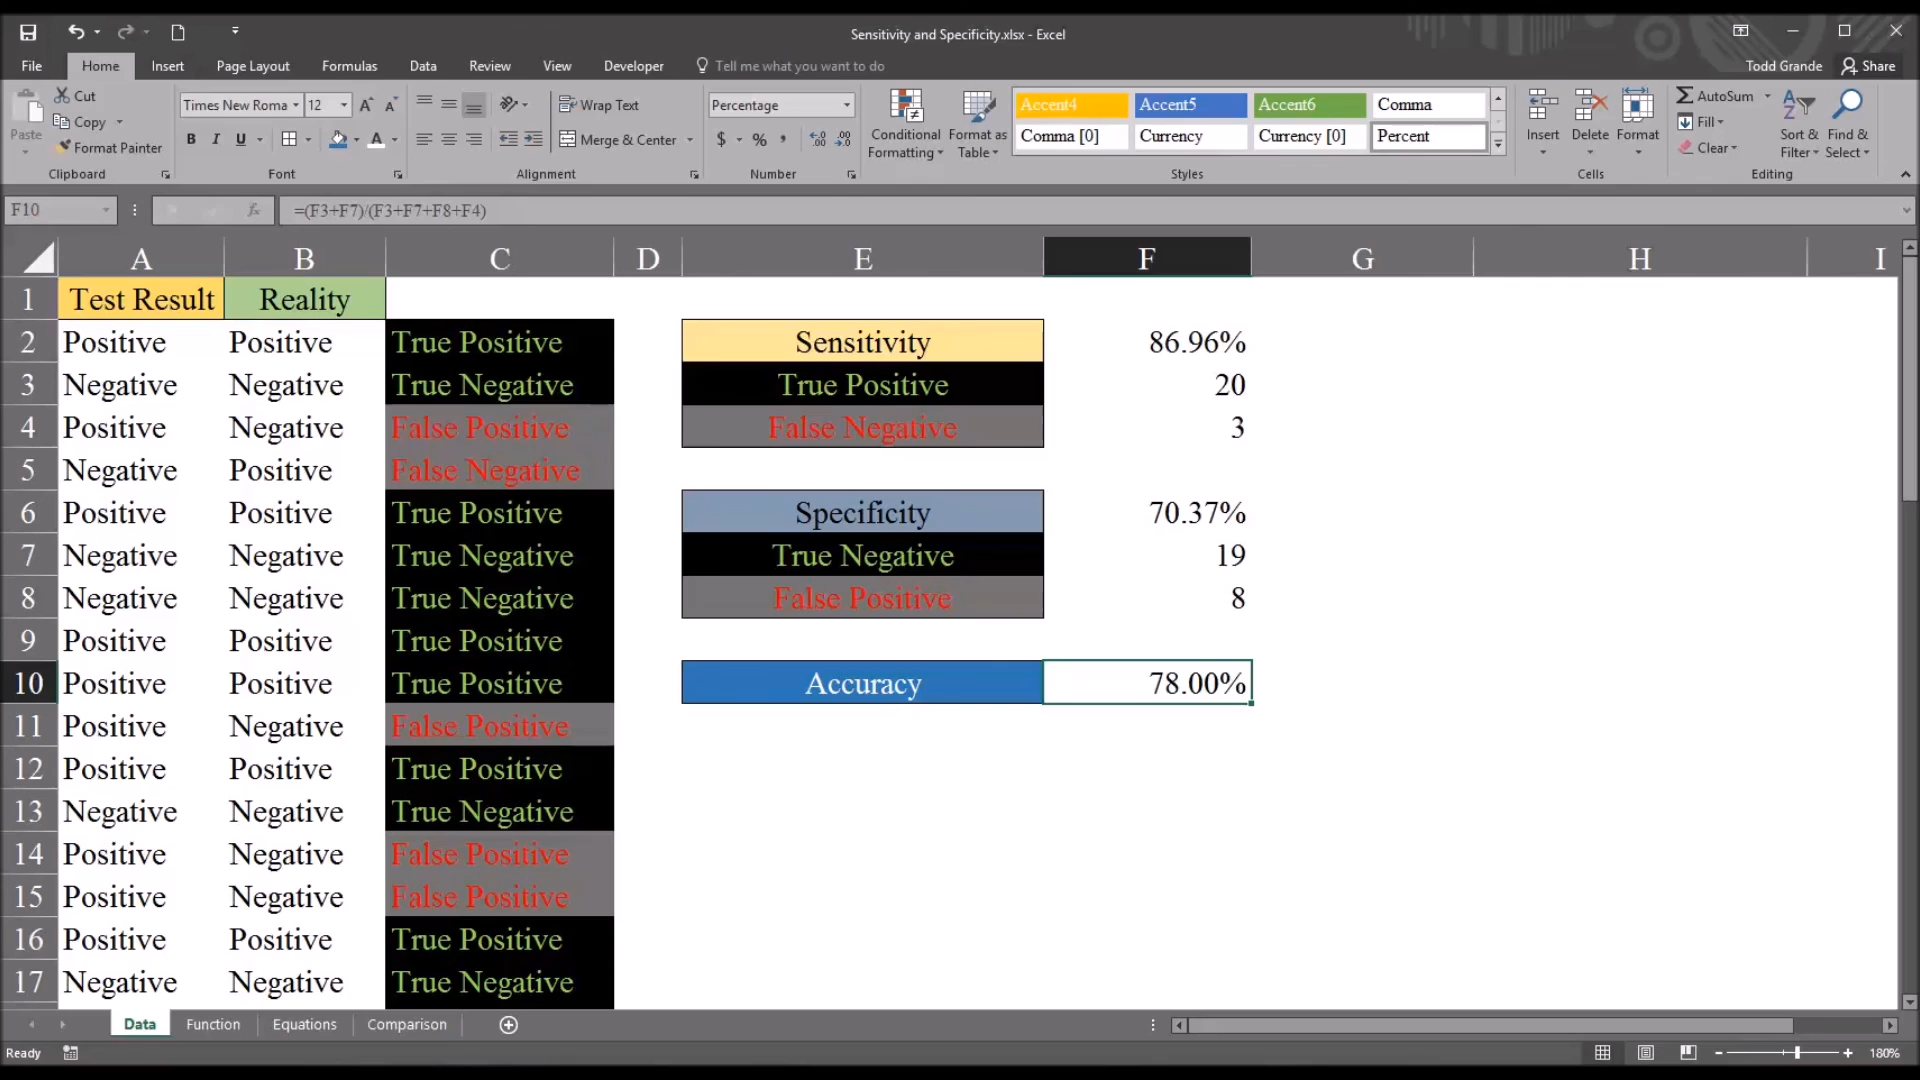 Sensitivity and Specificity.xlsx - Excel
File Home Insert Page Layout Formulas Data Review View Developer Tell me what you want to do Todd Grande Share
Paste
Cut
Copy
Format Painter
Clipboard
Times New Roma 12
B I U
Font
Wrap Text
Merge & Center
Alignment
Percentage
$ % ,
Number
Conditional Formatting
Format as Table
Accent4 Accent5 Accent6 Comma
Comma [0] Currency Currency [0] Percent
Styles
Insert Delete Format
Cells
AutoSum
Fill
Clear
Sort & Filter
Find & Select
Editing
F10 fx =(F3+F7)/(F3+F7+F8+F4)
A B C D E F G H I
1 Test Result Reality
2 Positive Positive True Positive Sensitivity 86.96%
3 Negative Negative True Negative True Positive 20
4 Positive Negative False Positive False Negative 3
5 Negative Positive False Negative
6 Positive Positive True Positive Specificity 70.37%
7 Negative Negative True Negative True Negative 19
8 Negative Negative True Negative False Positive 8
9 Positive Positive True Positive
10 Positive Positive True Positive Accuracy 78.00%
11 Positive Negative False Positive
12 Positive Positive True Positive
13 Negative Negative True Negative
14 Positive Negative False Positive
15 Positive Negative False Positive
16 Positive Positive True Positive
17 Negative Negative True Negative
Data Function Equations Comparison
Ready 180%